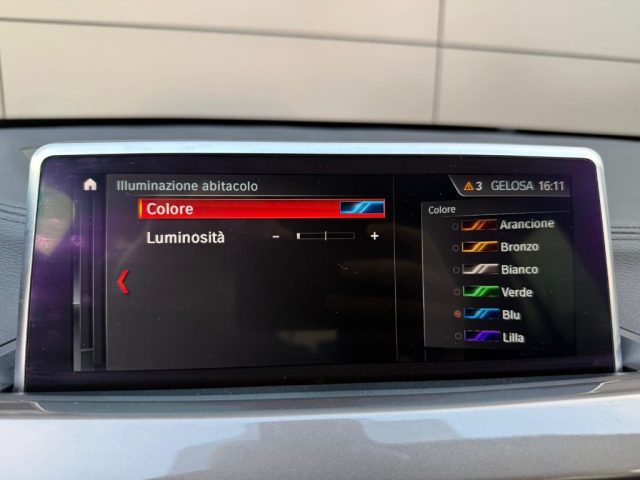 Illuminazione abitacolo
3 GELOSA 16:11
Colore
Luminosità - +
Colore
Arancione
Bronzo
Bianco
Verde
Blu
Lilla